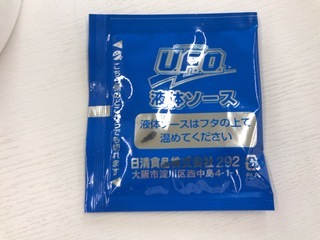 U.F.O.
液体ソース
液体ソースはフタの上で
温めてください
日清食品株式会社 292
大阪市淀川区西中島4-1-
こちら側のどこからでも切れます